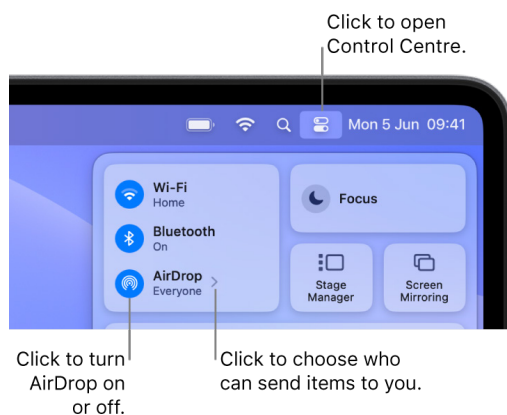 Click to open
Control Centre.
Mon 5 Jun 09:41
Wi-Fi
Home
Bluetooth
On
AirDrop
Everyone
Focus
Stage
Manager
Screen
Mirroring
Click to turn
AirDrop on
or off.
Click to choose who
can send items to you.